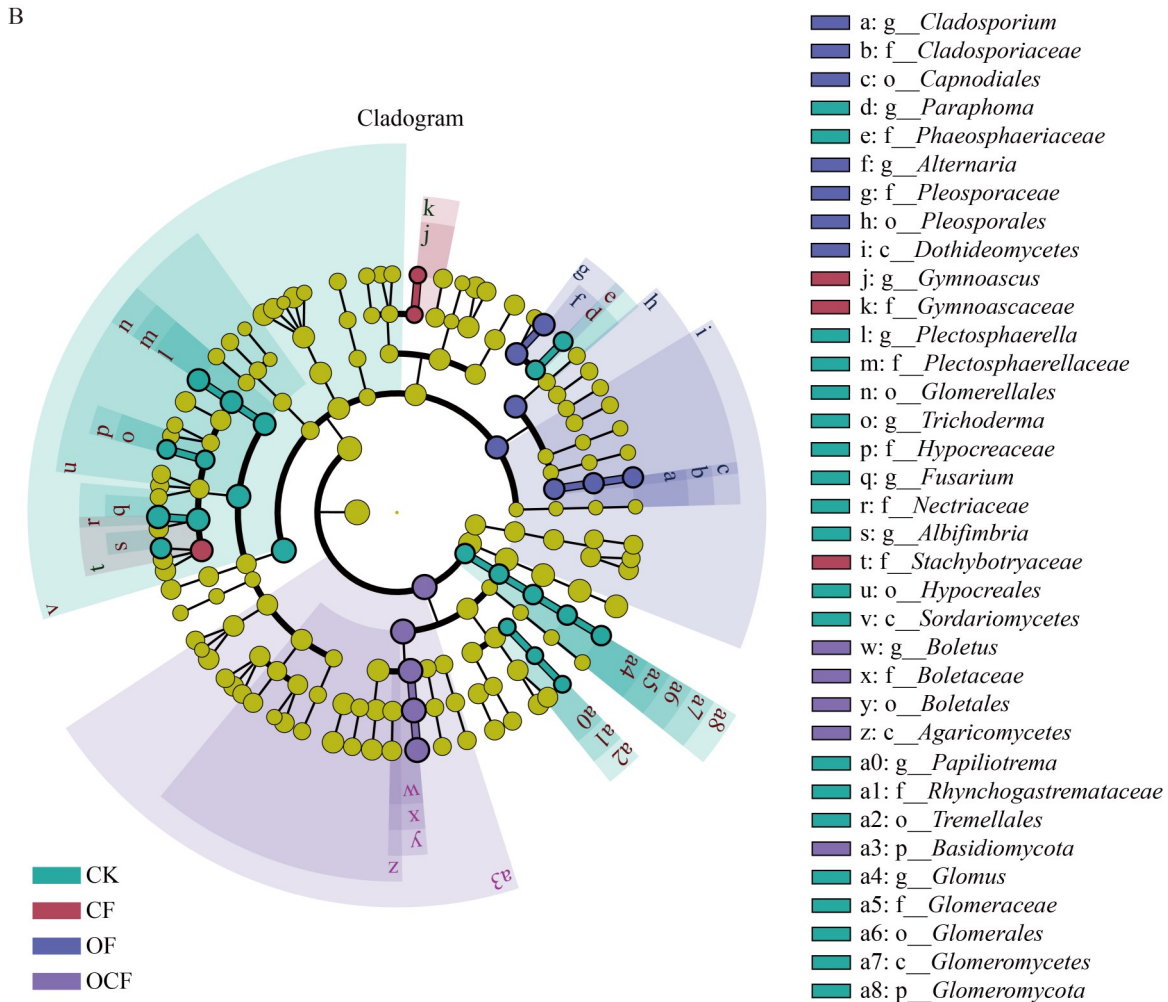 B
Cladogram
k
j
g
f
e
d
h
i
n
m
l
p
o
u
r
q
s
t
v
c
b
a
a4
a5
a6
a7
a8
a0
a1
a2
w
x
y
z
a3
CK
CF
OF
OCF
a: g__Cladosporium
b: f__Cladosporiaceae
c: o__Capnodiales
d: g__Paraphoma
e: f__Phaeosphaeriaceae
f: g__Alternaria
g: f__Pleosporaceae
h: o__Pleosporales
i: c__Dothideomycetes
j: g__Gymnoascus
k: f__Gymnoascaceae
l: g__Plectosphaerella
m: f__Plectosphaerellaceae
n: o__Glomerellales
o: g__Trichoderma
p: f__Hypocreaceae
q: g__Fusarium
r: f__Nectriaceae
s: g__Albifimbria
t: f__Stachybotryaceae
u: o__Hypocreales
v: c__Sordariomycetes
w: g__Boletus
x: f__Boletaceae
y: o__Boletales
z: c__Agaricomycetes
a0: g__Papiliotrema
a1: f__Rhynchogastremataceae
a2: o__Tremellales
a3: p__Basidiomycota
a4: g__Glomus
a5: f__Glomeraceae
a6: o__Glomerales
a7: c__Glomeromycetes
a8: p__Glomeromycota